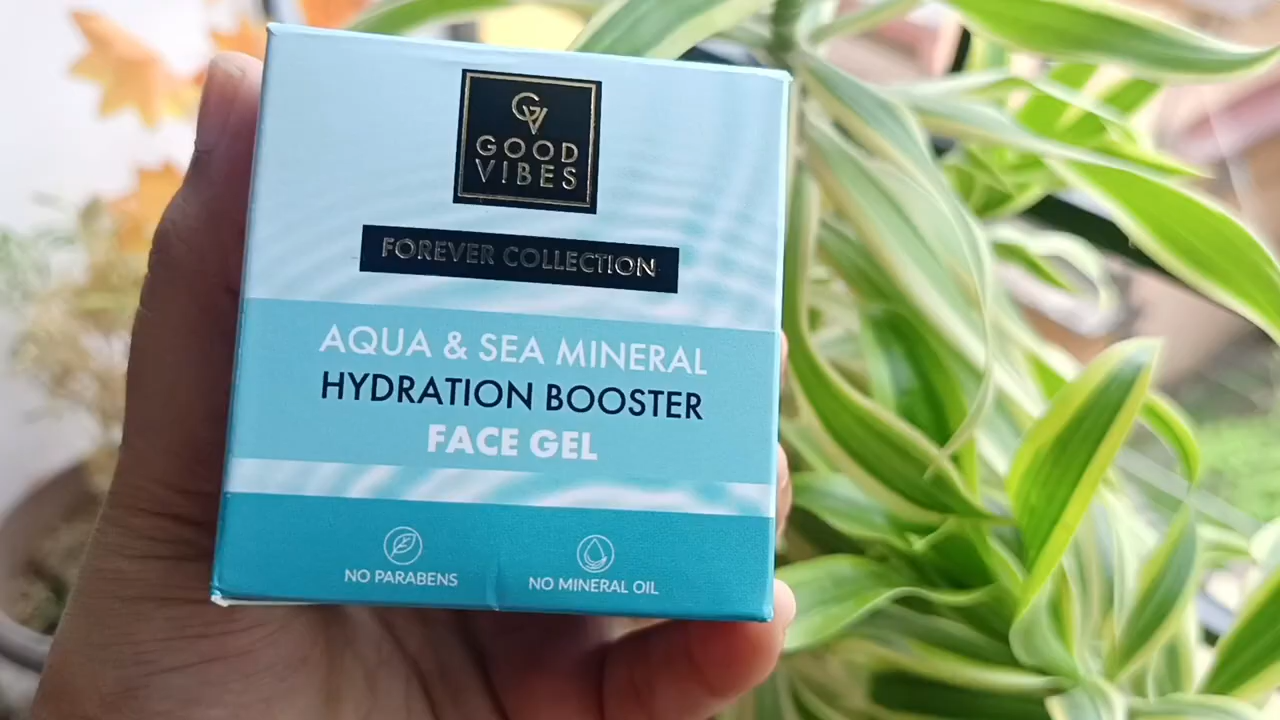 GV
GOOD
VIBES
FOREVER COLLECTION
AQUA & SEA MINERAL
HYDRATION BOOSTER
FACE GEL
NO PARABENS
NO MINERAL OIL